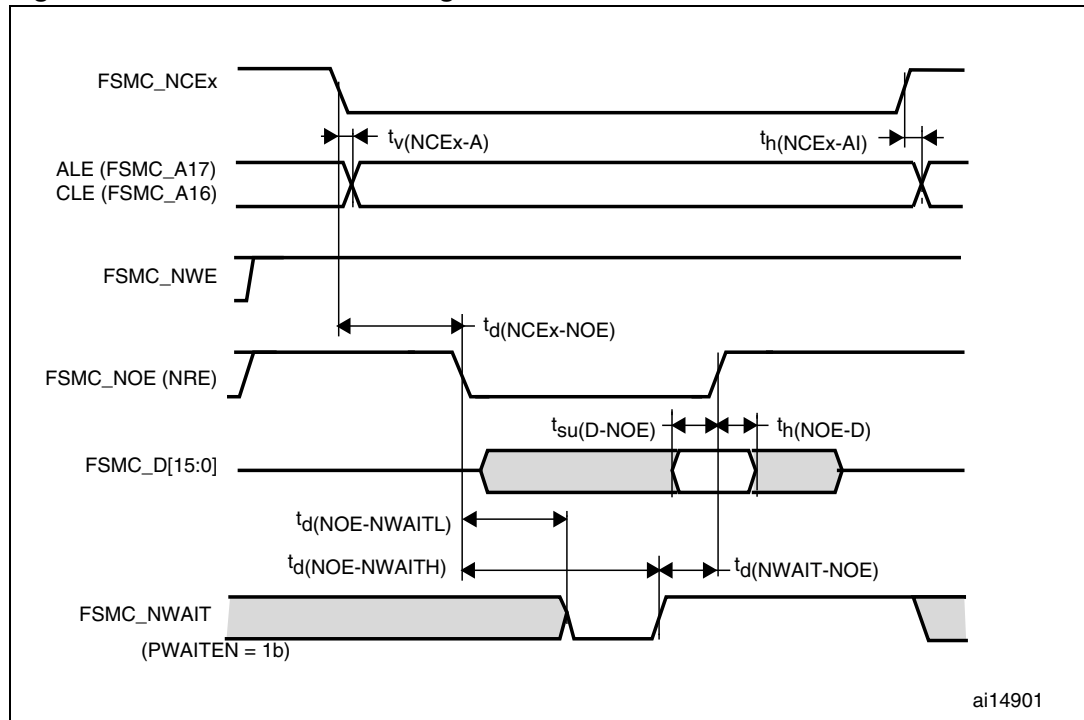 FSMC_NCEx
tv(NCEx-A)
th(NCEx-AI)
ALE (FSMC_A17)
CLE (FSMC_A16)
FSMC_NWE
td(NCEx-NOE)
FSMC_NOE (NRE)
tsu(D-NOE)
th(NOE-D)
FSMC_D[15:0]
td(NOE-NWAITL)
td(NOE-NWAITH)
td(NWAIT-NOE)
FSMC_NWAIT
(PWAITEN = 1b)
ai14901